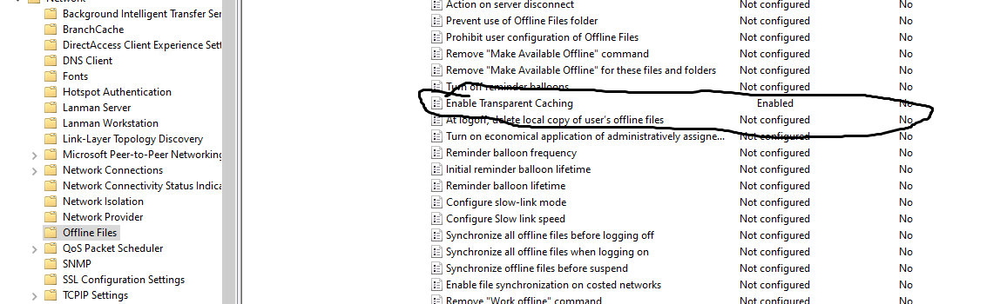 Network
Background Intelligent Transfer Ser
BranchCache
DirectAccess Client Experience Sett
DNS Client
Fonts
Hotspot Authentication
Lanman Server
Lanman Workstation
Link-Layer Topology Discovery
Microsoft Peer-to-Peer Networking
Network Connections
Network Connectivity Status Indica
Network Isolation
Network Provider
Offline Files
QoS Packet Scheduler
SNMP
SSL Configuration Settings
TCPIP Settings
Action on server disconnect Not configured No
Prevent use of Offline Files folder Not configured No
Prohibit user configuration of Offline Files Not configured No
Remove "Make Available Offline" command Not configured No
Remove "Make Available Offline" for these files and folders Not configured No
Turn off reminder balloons Not configured No
Enable Transparent Caching Enabled No
At logoff, delete local copy of user's offline files Not configured No
Turn on economical application of administratively assigne... Not configured No
Reminder balloon frequency Not configured No
Initial reminder balloon lifetime Not configured No
Reminder balloon lifetime Not configured No
Configure slow-link mode Not configured No
Configure Slow link speed Not configured No
Synchronize all offline files before logging off Not configured No
Synchronize all offline files when logging on Not configured No
Synchronize offline files before suspend Not configured No
Enable file synchronization on costed networks Not configured No
Remove "Work offline" command Not configured No